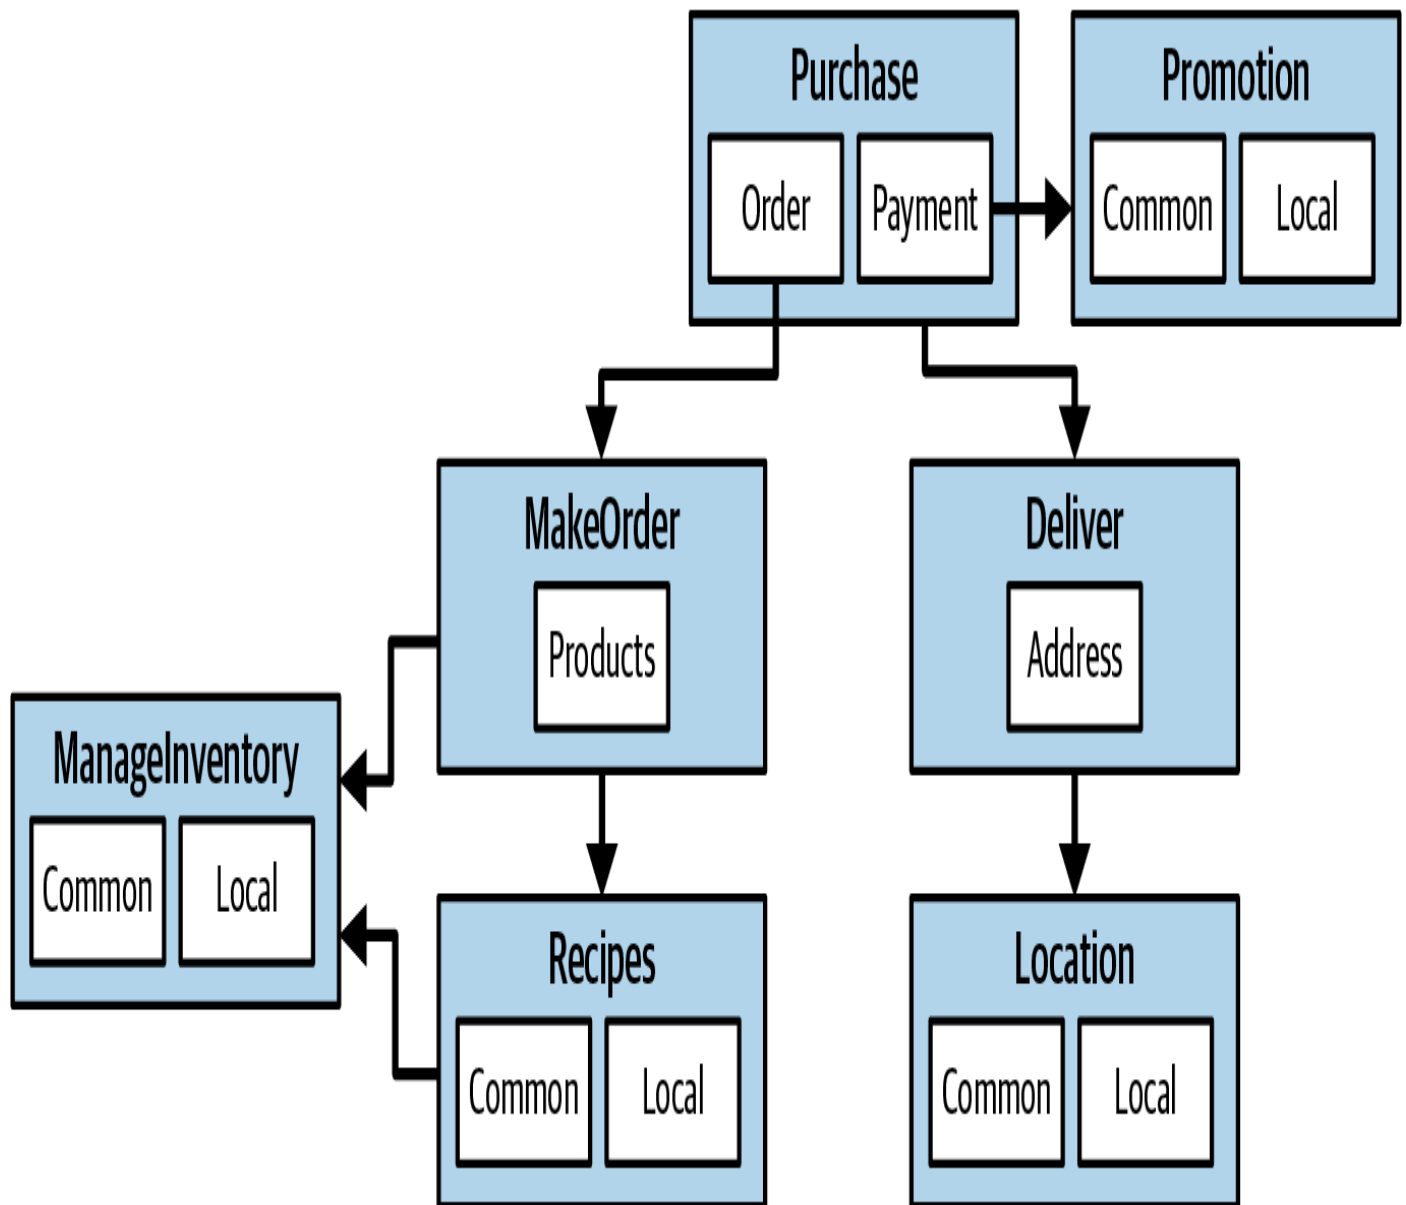 Purchase
Order
Payment
Promotion
Common
Local
MakeOrder
Products
Deliver
Address
ManageInventory
Common
Local
Recipes
Common
Local
Location
Common
Local